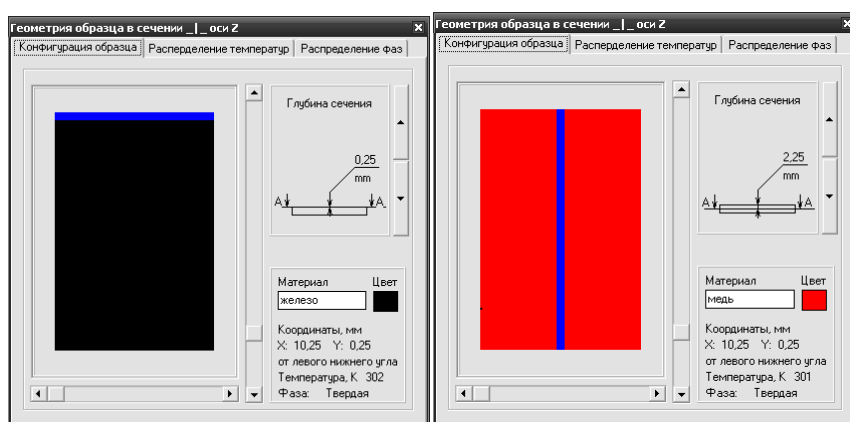 Геометрия образца в сечении _|_ оси Z
Конфигурация образца Расперделение температур Распределение фаз
Глубина сечения
0,25
mm
A A
Материал Цвет
железо
Координаты, мм
X: 10,25 Y: 0,25
от левого нижнего угла
Температура, К 302
Фаза: Твердая
Геометрия образца в сечении _|_ оси Z
Конфигурация образца Расперделение температур Распределение фаз
Глубина сечения
2,25
mm
A A
Материал Цвет
медь
Координаты, мм
X: 10,25 Y: 0,25
от левого нижнего угла
Температура, К 301
Фаза: Твердая